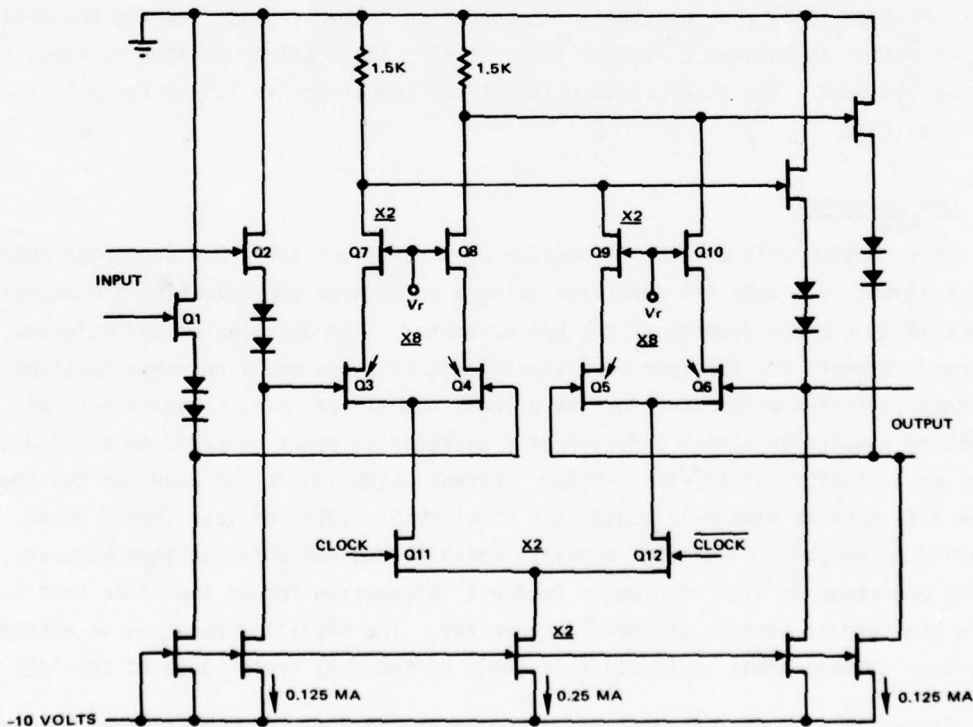 1.5K
1.5K
X2
X2
Q2
Q7
Q8
Q9
Q10
INPUT
Vr
Vr
Q1
X8
X8
Q3
Q4
Q5
Q6
OUTPUT
CLOCK
X2
CLOCK
Q11
Q12
X2
0.125 MA
0.25 MA
0.125 MA
–10 VOLTS